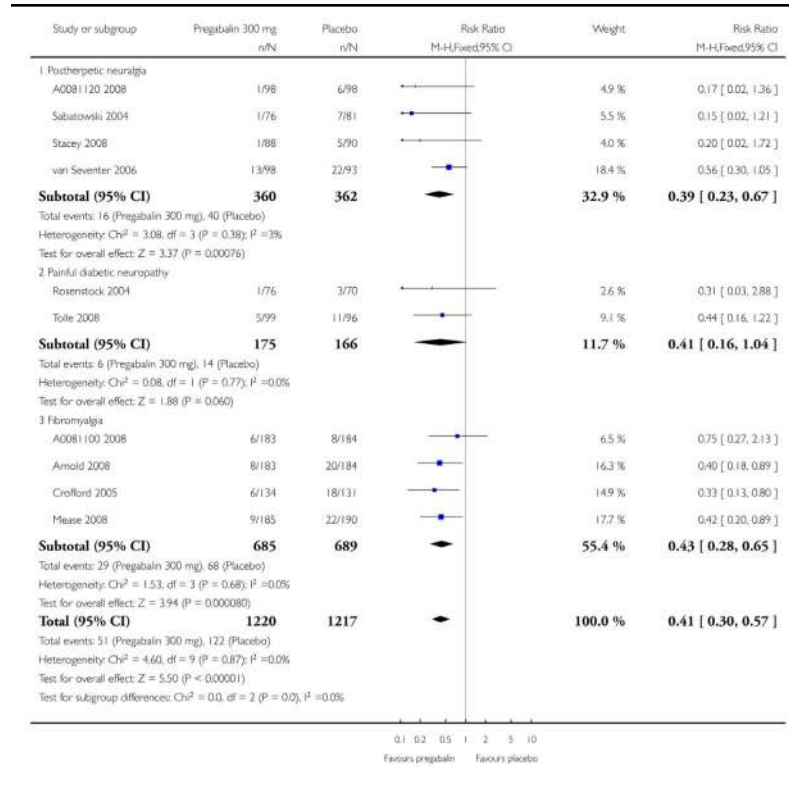 Study or subgroup Pregabalin 300 mg Placebo Risk Ratio Weight Risk Ratio
n/N n/N M-H,Fixed,95% CI M-H,Fixed,95% CI
1 Postherpetic neuralgia
A0081120 2008 1/98 6/98 4.9 % 0.17 [ 0.02, 1.36 ]
Sabatowski 2004 1/76 7/81 5.5 % 0.15 [ 0.02, 1.21 ]
Stacey 2008 1/88 5/90 4.0 % 0.20 [ 0.02, 1.72 ]
van Seventer 2006 13/98 22/93 18.4 % 0.56 [ 0.30, 1.05 ]
Subtotal (95% CI) 360 362 32.9 % 0.39 [ 0.23, 0.67 ]
Total events: 16 (Pregabalin 300 mg), 40 (Placebo)
Heterogeneity: Chi² = 3.08, df = 3 (P = 0.38); I² =3%
Test for overall effect: Z = 3.37 (P = 0.00076)
2 Painful diabetic neuropathy
Rosenstock 2004 1/76 3/70 2.6 % 0.31 [ 0.03, 2.88 ]
Tolle 2008 5/99 11/96 9.1 % 0.44 [ 0.16, 1.22 ]
Subtotal (95% CI) 175 166 11.7 % 0.41 [ 0.16, 1.04 ]
Total events: 6 (Pregabalin 300 mg), 14 (Placebo)
Heterogeneity: Chi² = 0.08, df = 1 (P = 0.77); I² =0.0%
Test for overall effect: Z = 1.88 (P = 0.060)
3 Fibromyalgia
A0081100 2008 6/183 8/184 6.5 % 0.75 [ 0.27, 2.13 ]
Arnold 2008 8/183 20/184 16.3 % 0.40 [ 0.18, 0.89 ]
Crofford 2005 6/134 18/131 14.9 % 0.33 [ 0.13, 0.80 ]
Mease 2008 9/185 22/190 17.7 % 0.42 [ 0.20, 0.89 ]
Subtotal (95% CI) 685 689 55.4 % 0.43 [ 0.28, 0.65 ]
Total events: 29 (Pregabalin 300 mg), 68 (Placebo)
Heterogeneity: Chi² = 1.53, df = 3 (P = 0.68); I² =0.0%
Test for overall effect: Z = 3.94 (P = 0.000080)
Total (95% CI) 1220 1217 100.0 % 0.41 [ 0.30, 0.57 ]
Total events: 51 (Pregabalin 300 mg), 122 (Placebo)
Heterogeneity: Chi² = 4.60, df = 9 (P = 0.87); I² =0.0%
Test for overall effect: Z = 5.50 (P < 0.00001)
Test for subgroup differences: Chi² = 0.0, df = 2 (P = 0.0), I² =0.0%
0.1 0.2 0.5 1 2 5 10
Favours pregabalin Favours placebo